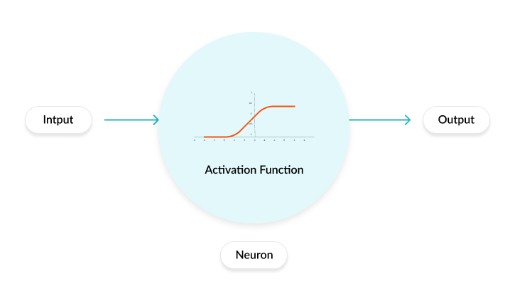 Intput
Activation Function
Output
Neuron